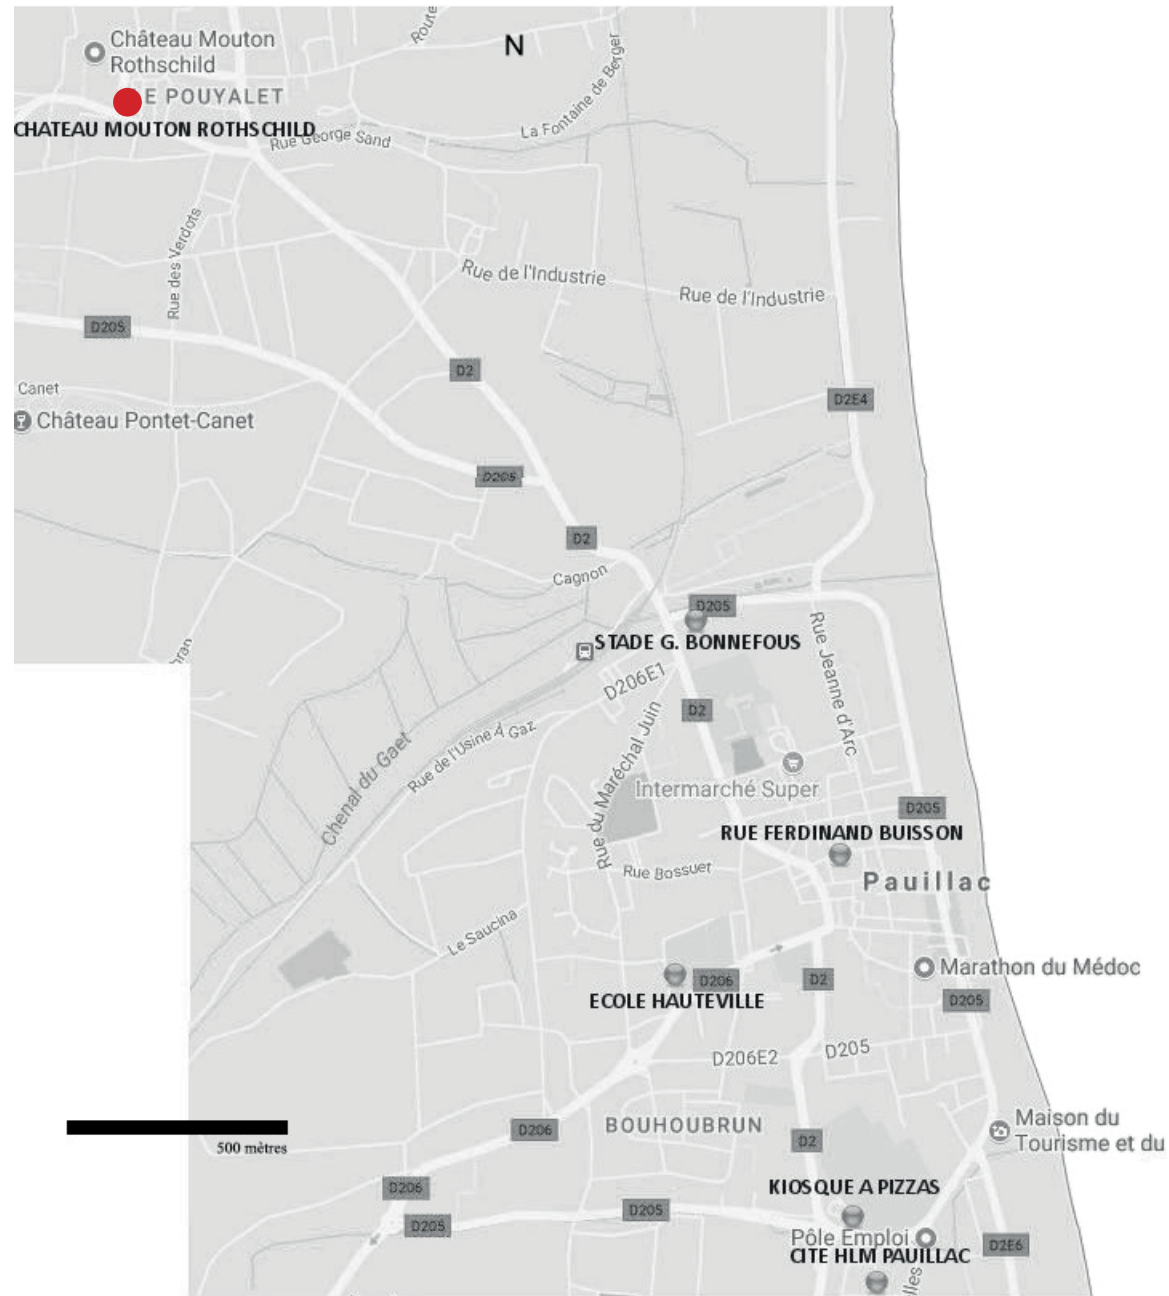 Château Mouton
Rothschild
Route
N
La Fontaine de Berger
E POUYALET
CHATEAU MOUTON ROTHSCHILD
Rue George Sand
Rue des Verdots
Rue de l'Industrie
Rue de l'Industrie
D205
D2
Canet
D2E4
Château Pontet-Canet
D205
D2
Cagnon
D205
STADE G. BONNEFOUS
bran
D206E1
Rue Jeanne d'Arc
D2
Rue du Maréchal Juin
Rue de l'Usine À Gaz
Chenal du Gaet
Intermarché Super
D205
RUE FERDINAND BUISSON
Rue Bossuet
Pauillac
Le Saucina
Marathon du Médoc
D206
D2
ECOLE HAUTEVILLE
D205
D206E2
D205
D206
BOUHOUBRUN
Maison du
Tourisme et du
D2
500 mètres
D206
KIOSQUE A PIZZAS
D205
D205
Pôle Emploi
D2E6
CITE HLM PAUILLAC
lles